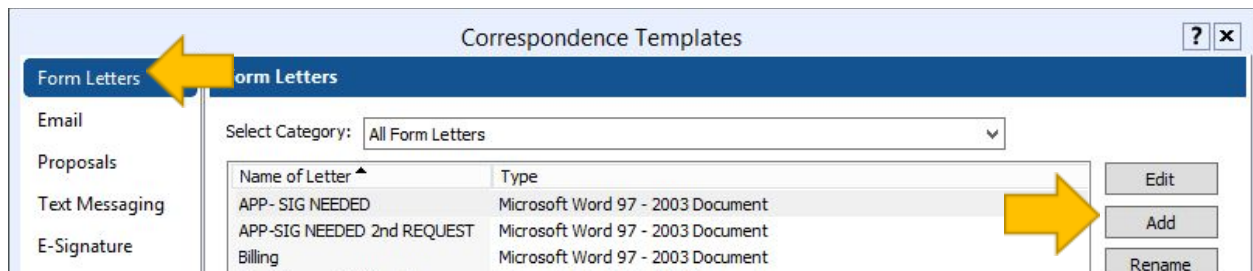 Correspondence Templates
? ×
Form Letters
Form Letters
Email
Proposals
Text Messaging
E-Signature
Select Category: All Form Letters
Name of Letter Type
APP- SIG NEEDED Microsoft Word 97 - 2003 Document
APP-SIG NEEDED 2nd REQUEST Microsoft Word 97 - 2003 Document
Billing Microsoft Word 97 - 2003 Document
Edit
Add
Rename